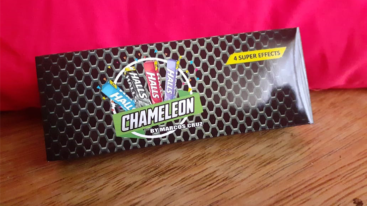 4 SUPER EFFECTS
HALLS
HALLS
HALLS
HALLS
CHAMELEON
BY MARCOS CRUZ